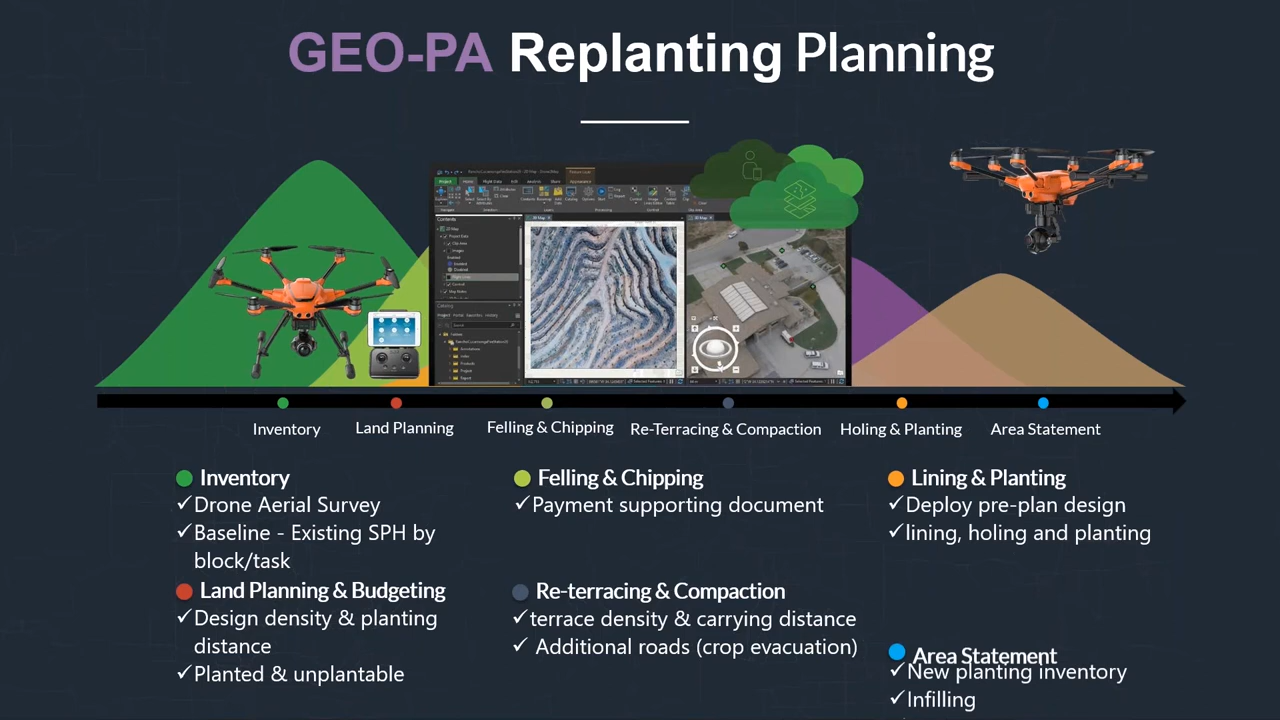 GEO-PA Replanting Planning
Inventory
Land Planning
Felling & Chipping
Re-Terracing & Compaction
Holing & Planting
Area Statement
Inventory
✓Drone Aerial Survey
✓Baseline - Existing SPH by
block/task
Land Planning & Budgeting
✓Design density & planting
distance
✓Planted & unplantable
Felling & Chipping
✓Payment supporting document
Re-terracing & Compaction
✓terrace density & carrying distance
✓ Additional roads (crop evacuation)
Lining & Planting
✓Deploy pre-plan design
✓lining, holing and planting
Area Statement
✓New planting inventory
✓Infilling